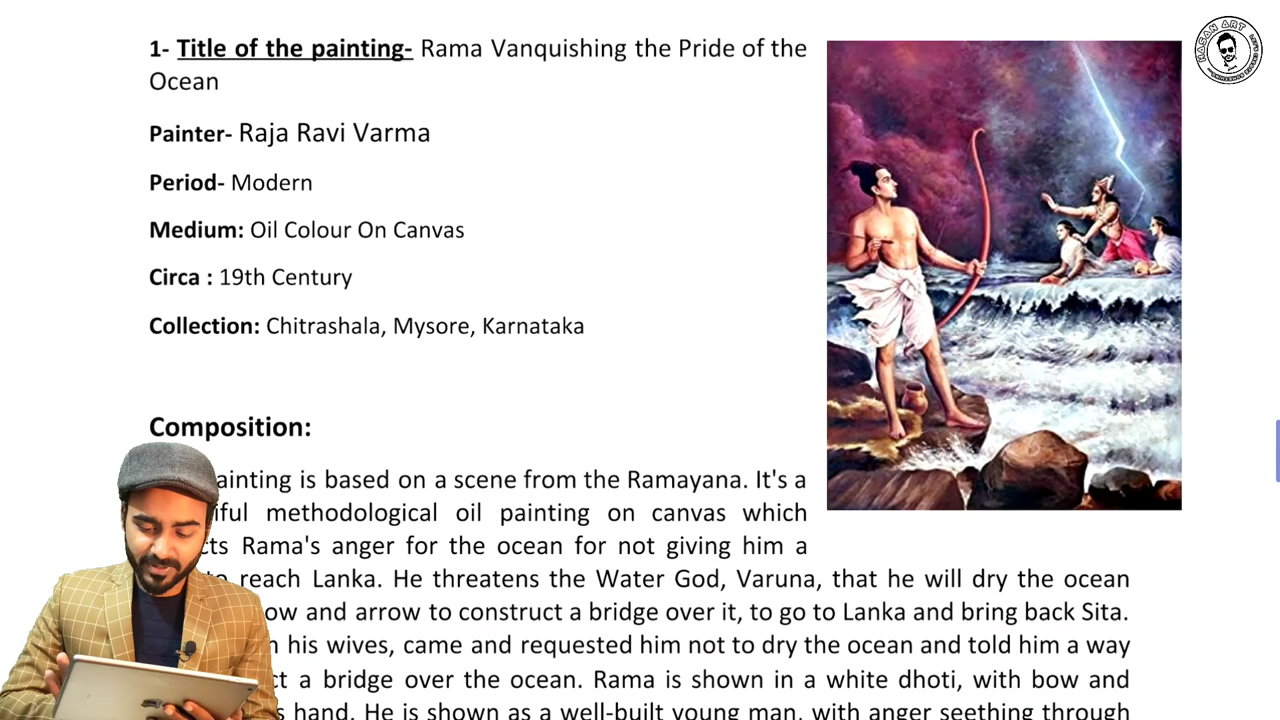 1- Title of the painting- Rama Vanquishing the Pride of the
Ocean
Painter- Raja Ravi Varma
Period- Modern
Medium: Oil Colour On Canvas
Circa : 19th Century
Collection: Chitrashala, Mysore, Karnataka
Composition:
ainting is based on a scene from the Ramayana. It's a
iful methodological oil painting on canvas which
cts Rama's anger for the ocean for not giving him a
to reach Lanka. He threatens the Water God, Varuna, that he will dry the ocean
ow and arrow to construct a bridge over it, to go to Lanka and bring back Sita.
h his wives, came and requested him not to dry the ocean and told him a way
ct a bridge over the ocean. Rama is shown in a white dhoti, with bow and
s hand. He is shown as a well-built young man, with anger seething through